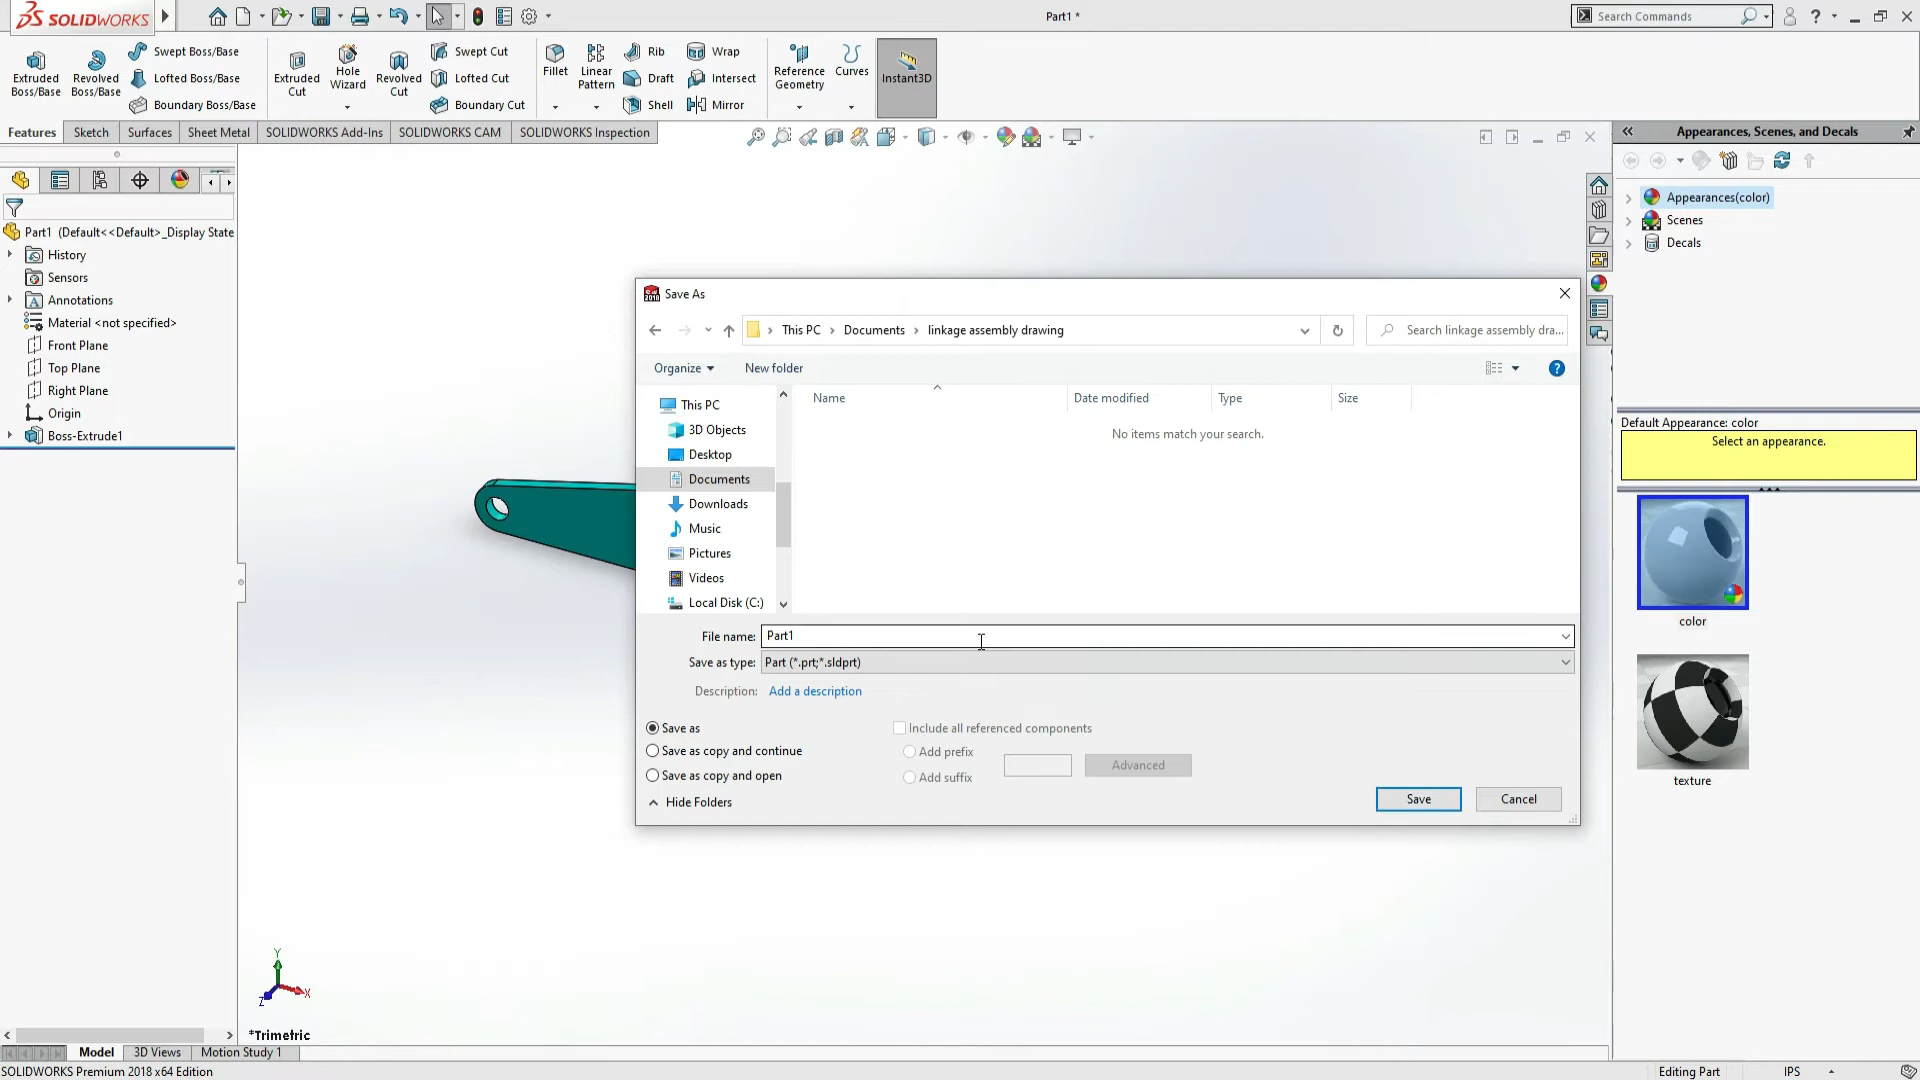 SOLIDWORKS
Part1 *
Search Commands
?
Extruded Boss/Base
Revolved Boss/Base
Swept Boss/Base
Lofted Boss/Base
Boundary Boss/Base
Extruded Cut
Hole Wizard
Revolved Cut
Swept Cut
Lofted Cut
Boundary Cut
Fillet
Linear Pattern
Rib
Draft
Shell
Wrap
Intersect
Mirror
Reference Geometry
Curves
Instant3D
Features
Sketch
Surfaces
Sheet Metal
SOLIDWORKS Add-Ins
SOLIDWORKS CAM
SOLIDWORKS Inspection
Part1 (Default<<Default>_Display State
History
Sensors
Annotations
Material <not specified>
Front Plane
Top Plane
Right Plane
Origin
Boss-Extrude1
Save As
This PC › Documents › linkage assembly drawing
Search linkage assembly dra...
Organize
New folder
This PC
3D Objects
Desktop
Documents
Downloads
Music
Pictures
Videos
Local Disk (C:)
Name
Date modified
Type
Size
No items match your search.
File name: Part1
Save as type: Part (*.prt;*.sldprt)
Description: Add a description
Save as
Save as copy and continue
Save as copy and open
Include all referenced components
Add prefix
Add suffix
Advanced
Hide Folders
Save
Cancel
Appearances, Scenes, and Decals
Appearances(color)
Scenes
Decals
Default Appearance: color
Select an appearance.
color
texture
Y
X
Z
*Trimetric
Model
3D Views
Motion Study 1
SOLIDWORKS Premium 2018 x64 Edition
Editing Part
IPS